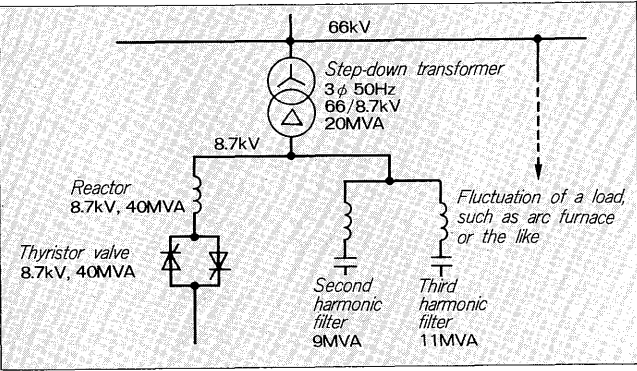 66kV
Step-down transformer
3ϕ 50Hz
66/8.7kV
20MVA
8.7kV
Reactor
8.7kV, 40MVA
Thyristor valve
8.7kV, 40MVA
Second
harmonic
filter
9MVA
Third
harmonic
filter
11MVA
Fluctuation of a load,
such as arc furnace
or the like